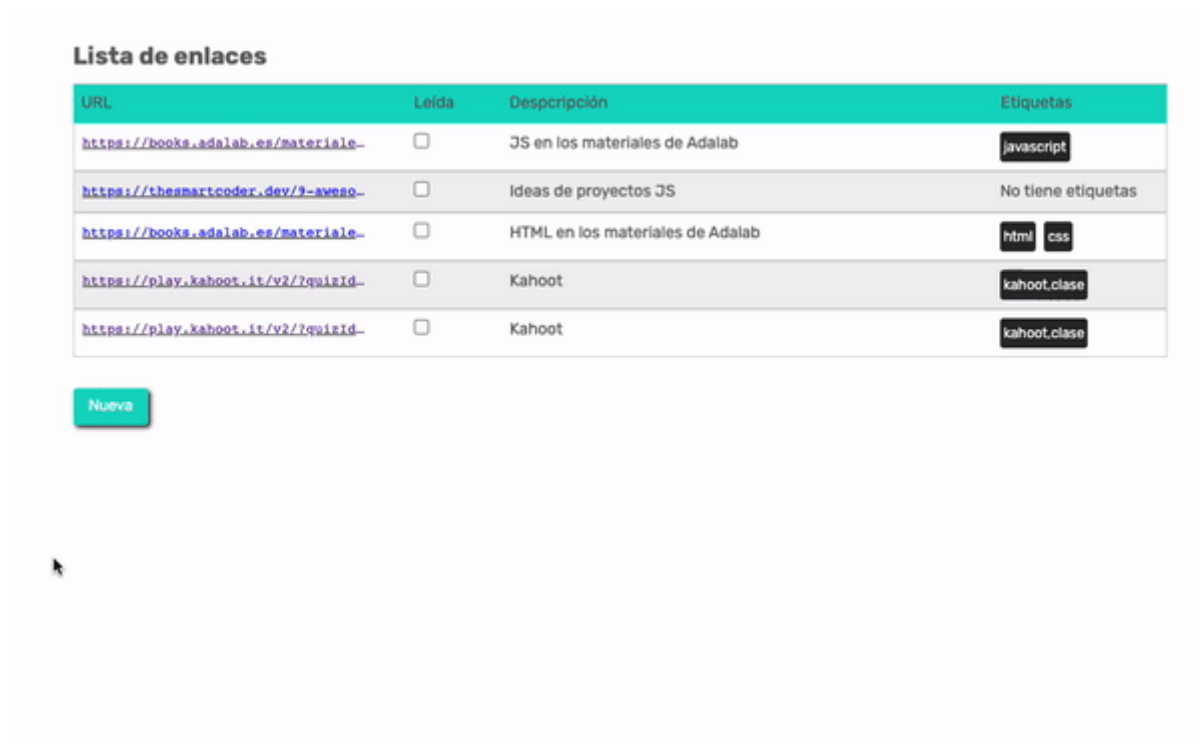 Lista de enlaces
URL Leída Despcripción Etiquetas
https://books.adalab.es/materiale… JS en los materiales de Adalab javascript
https://thesmartcoder.dev/9-aweso… Ideas de proyectos JS No tiene etiquetas
https://books.adalab.es/materiale… HTML en los materiales de Adalab html css
https://play.kahoot.it/v2/?quizId… Kahoot kahoot,clase
https://play.kahoot.it/v2/?quizId… Kahoot kahoot,clase
Nueva